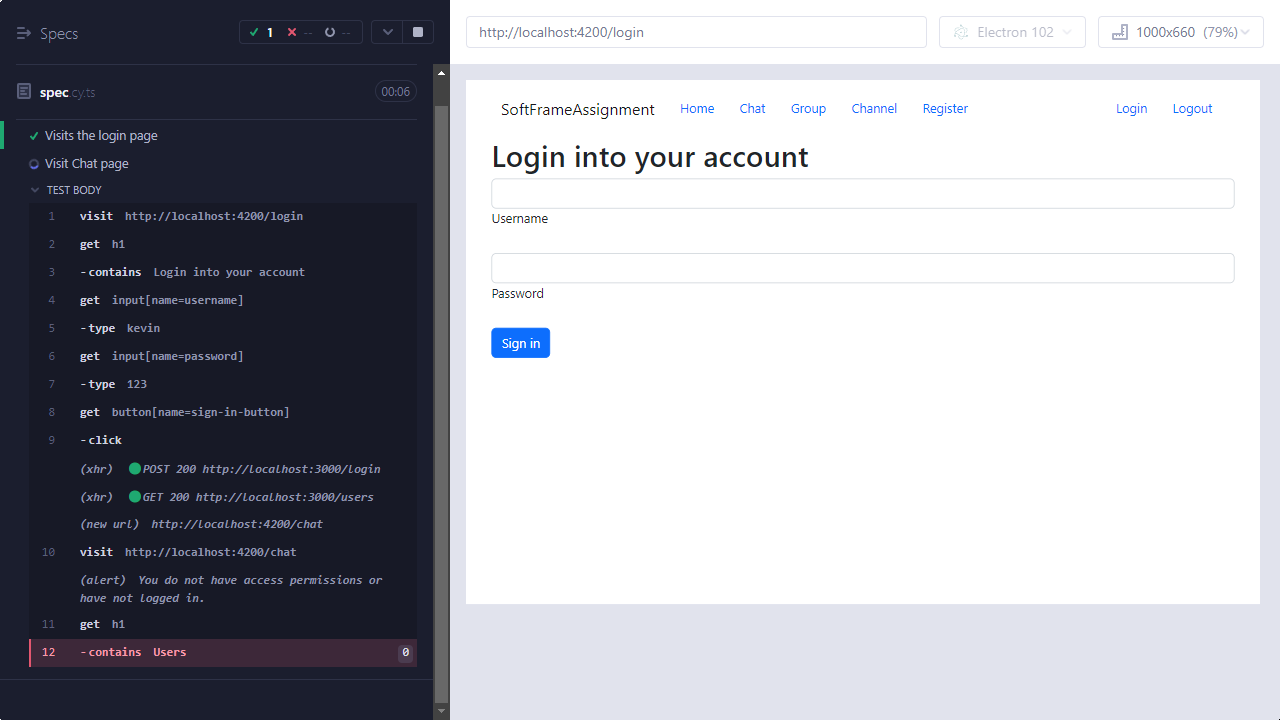 Specs
1 -- --
http://localhost:4200/login
Electron 102
1000x660 (79%)
spec.cy.ts
00:06
Visits the login page
Visit Chat page
TEST BODY
1 visit http://localhost:4200/login
2 get h1
3 -contains Login into your account
4 get input[name=username]
5 -type kevin
6 get input[name=password]
7 -type 123
8 get button[name=sign-in-button]
9 -click
(xhr) POST 200 http://localhost:3000/login
(xhr) GET 200 http://localhost:3000/users
(new url) http://localhost:4200/chat
10 visit http://localhost:4200/chat
(alert) You do not have access permissions or
have not logged in.
11 get h1
12 -contains Users 0
SoftFrameAssignment Home Chat Group Channel Register Login Logout
Login into your account
Username
Password
Sign in